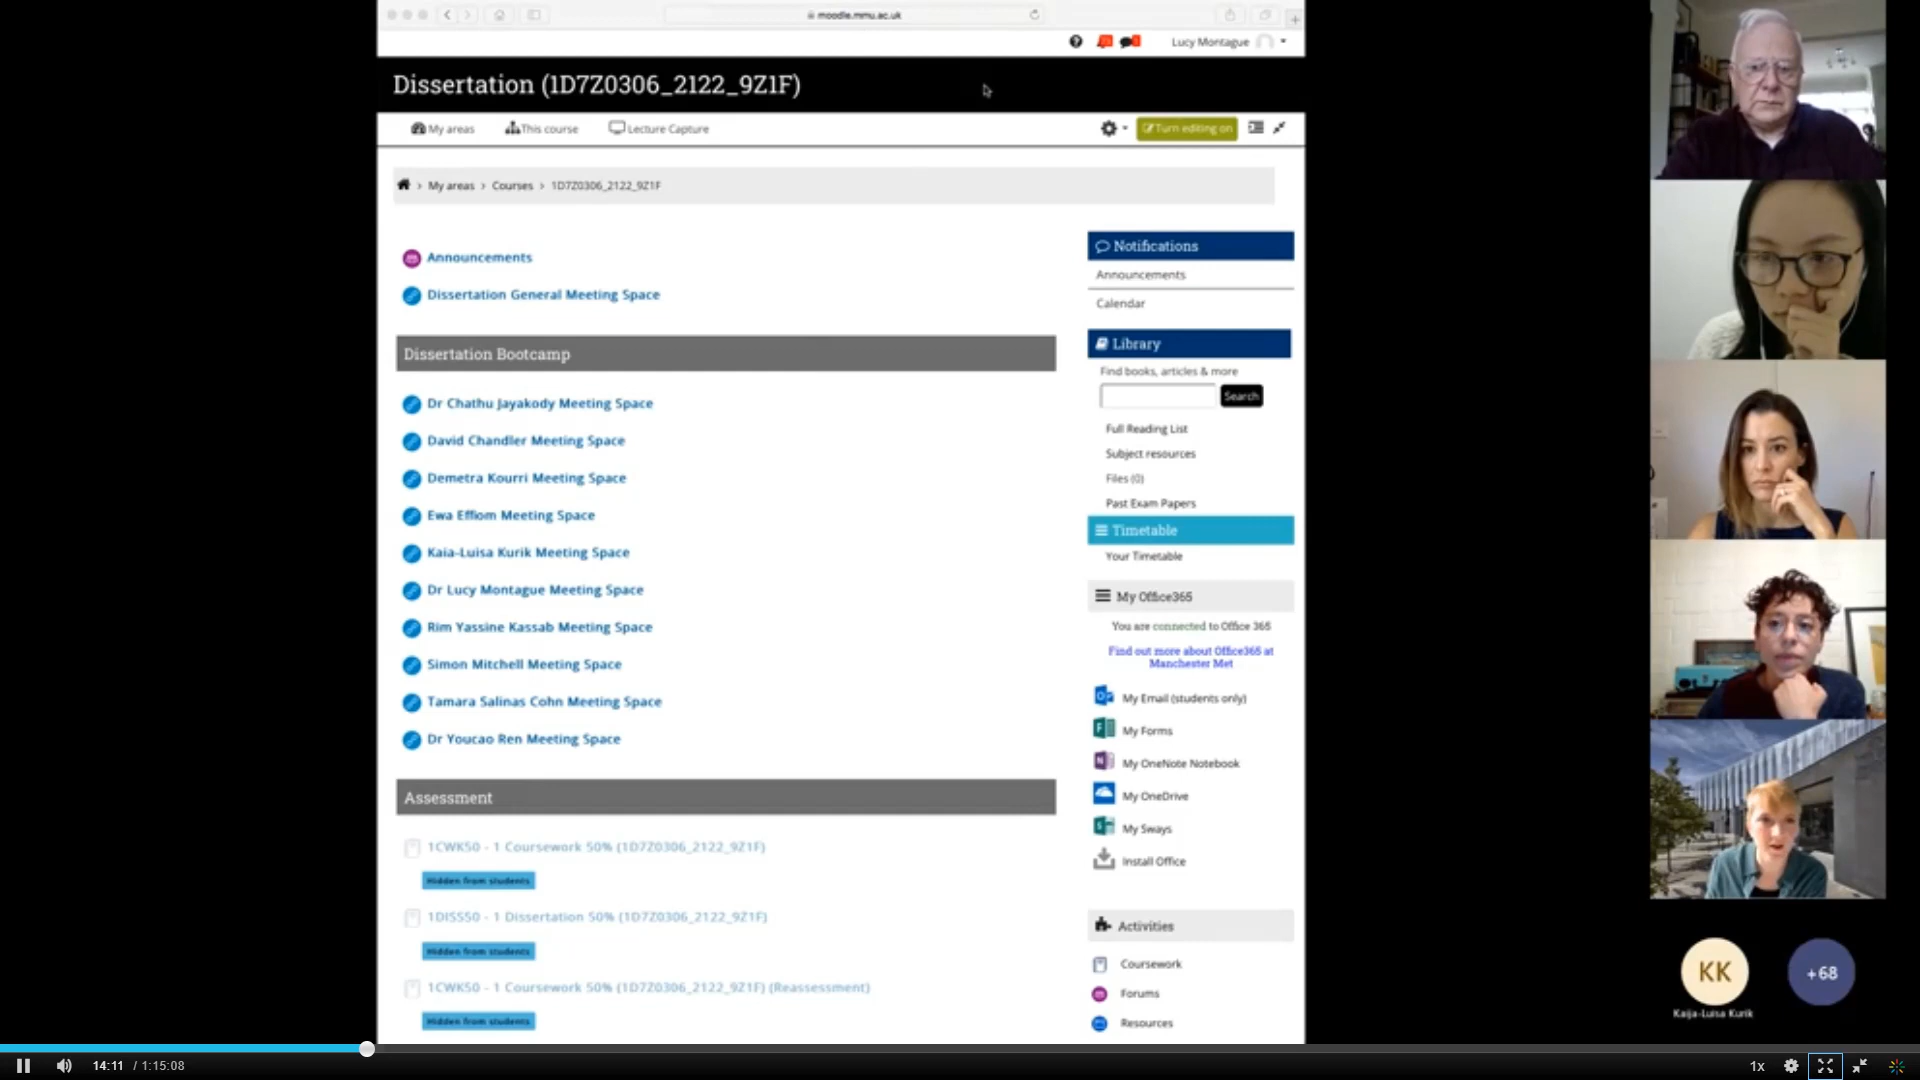 moodle.mmu.ac.uk
Lucy Montague
Dissertation (1D7Z0306_2122_9Z1F)
My areas
This course
Lecture Capture
Turn editing on
My areas > Courses > 1D7Z0306_2122_9Z1F
Announcements
Dissertation General Meeting Space
Dissertation Bootcamp
Dr Chathu Jayakody Meeting Space
David Chandler Meeting Space
Demetra Kourri Meeting Space
Ewa Effiom Meeting Space
Kaia-Luisa Kurik Meeting Space
Dr Lucy Montague Meeting Space
Rim Yassine Kassab Meeting Space
Simon Mitchell Meeting Space
Tamara Salinas Cohn Meeting Space
Dr Youcao Ren Meeting Space
Assessment
1CWK50 - 1 Coursework 50% (1D7Z0306_2122_9Z1F)
Hidden from students
1DISS50 - 1 Dissertation 50% (1D7Z0306_2122_9Z1F)
Hidden from students
1CWK50 - 1 Coursework 50% (1D7Z0306_2122_9Z1F) (Reassessment)
Hidden from students
Notifications
Announcements
Calendar
Library
Find books, articles & more
Search
Full Reading List
Subject resources
Files (0)
Past Exam Papers
Timetable
Your Timetable
My Office365
You are connected to Office 365
Find out more about Office365 at
Manchester Met
My Email (students only)
My Forms
My OneNote Notebook
My OneDrive
My Sways
Install Office
Activities
Coursework
Forums
Resources
KK
+68
Kaija-Luisa Kurik
14:11 / 1:15:08
1x